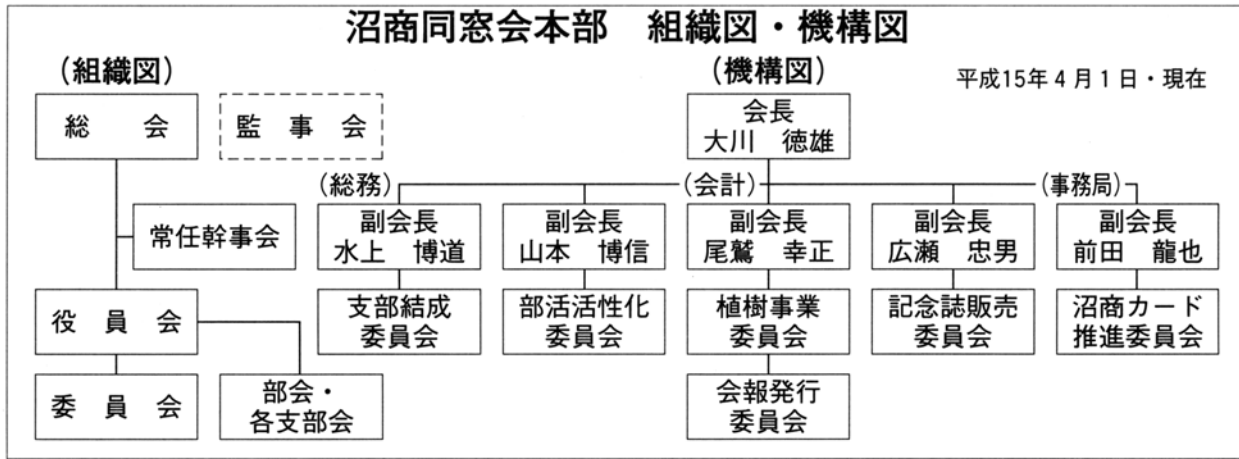 沼商同窓会本部　組織図・機構図
（組織図）
総　会
監　事　会
常任幹事会
役　員　会
委　員　会
部会・
各支部会
（機構図）
平成15年4月1日・現在
会長
大川　徳雄
（総務）
（会計）
（事務局）
副会長
水上　博道
副会長
山本　博信
副会長
尾鷲　幸正
副会長
広瀬　忠男
副会長
前田　龍也
支部結成
委員会
部活活性化
委員会
植樹事業
委員会
記念誌販売
委員会
沼商カード
推進委員会
会報発行
委員会